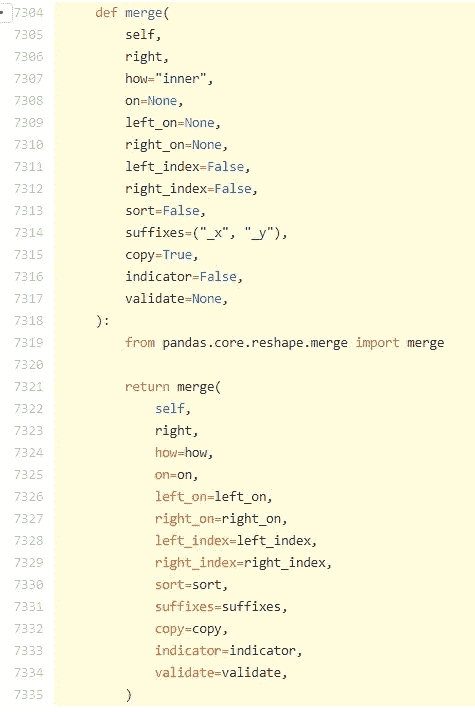 7304 def merge(
7305 self,
7306 right,
7307 how="inner",
7308 on=None,
7309 left_on=None,
7310 right_on=None,
7311 left_index=False,
7312 right_index=False,
7313 sort=False,
7314 suffixes=("_x", "_y"),
7315 copy=True,
7316 indicator=False,
7317 validate=None,
7318 ):
7319 from pandas.core.reshape.merge import merge
7320
7321 return merge(
7322 self,
7323 right,
7324 how=how,
7325 on=on,
7326 left_on=left_on,
7327 right_on=right_on,
7328 left_index=left_index,
7329 right_index=right_index,
7330 sort=sort,
7331 suffixes=suffixes,
7332 copy=copy,
7333 indicator=indicator,
7334 validate=validate,
7335 )